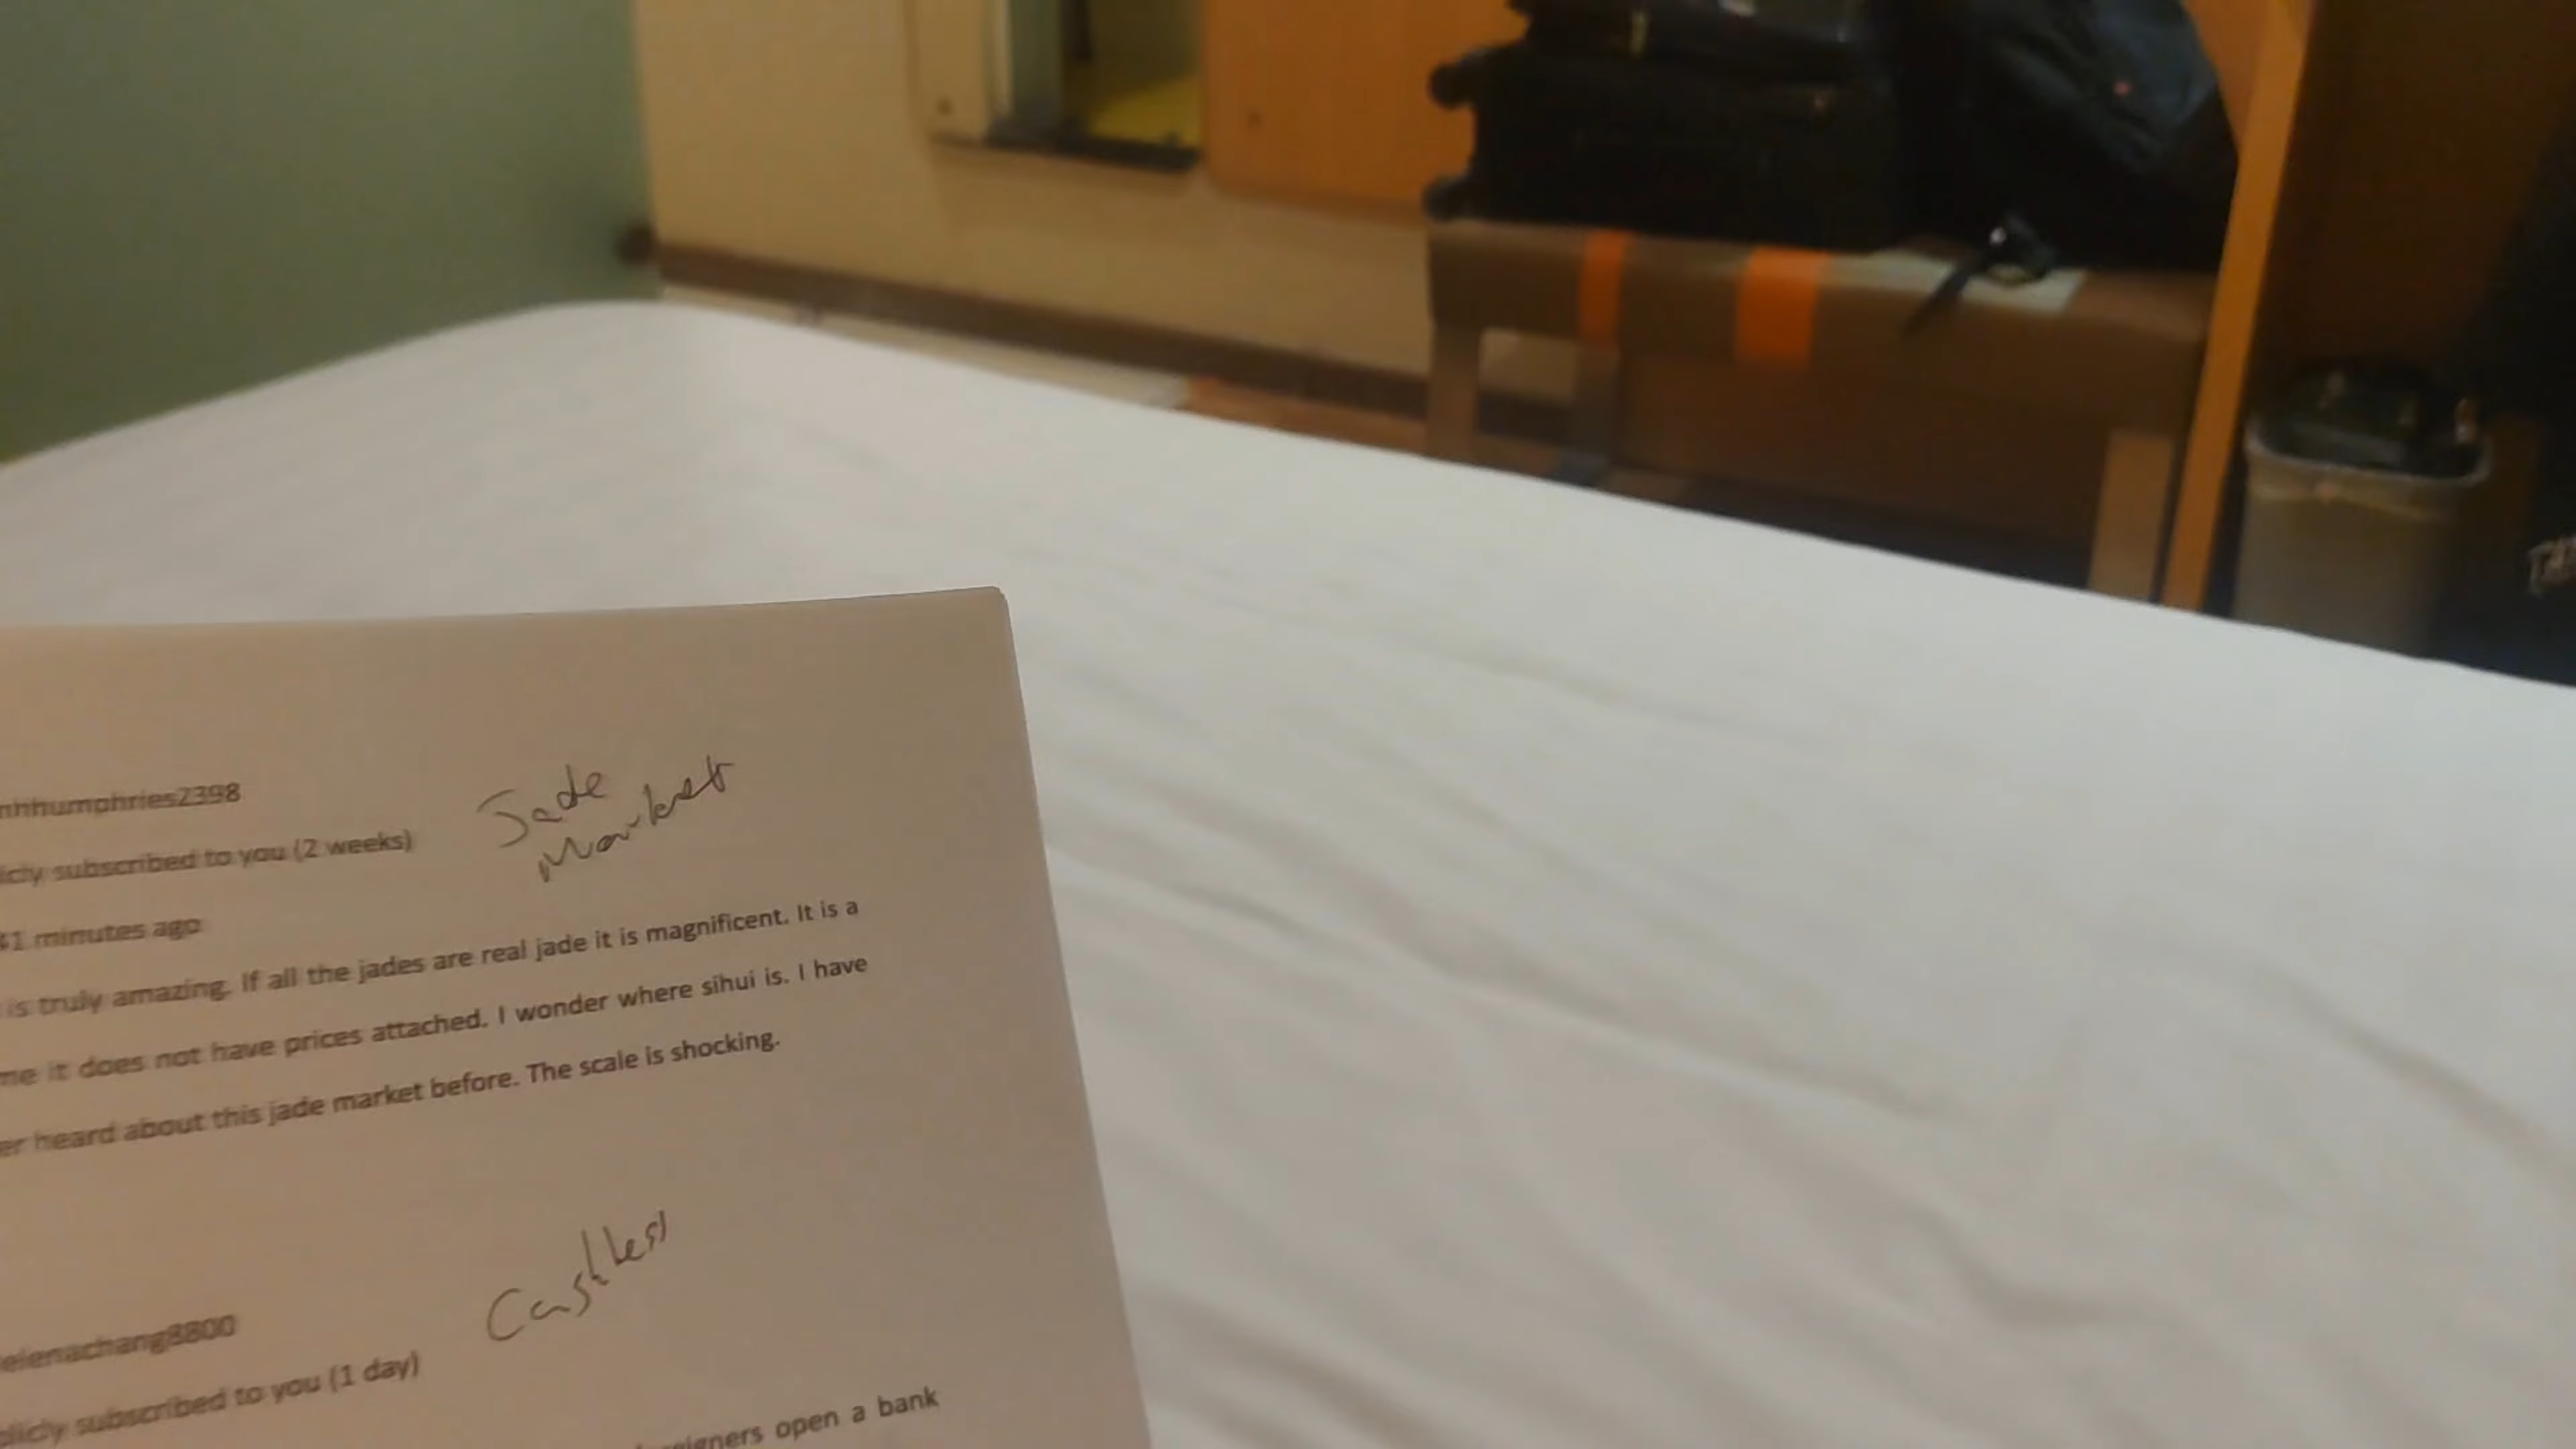 nhhumphries2398
icly subscribed to you (2 weeks)
Jade
Market
41 minutes ago
is truly amazing. If all the jades are real jade it is magnificent. It is a
me it does not have prices attached. I wonder where sihui is. I have
er heard about this jade market before. The scale is shocking.
Cashless
elenachang8800
blicly subscribed to you (1 day)
open a bank